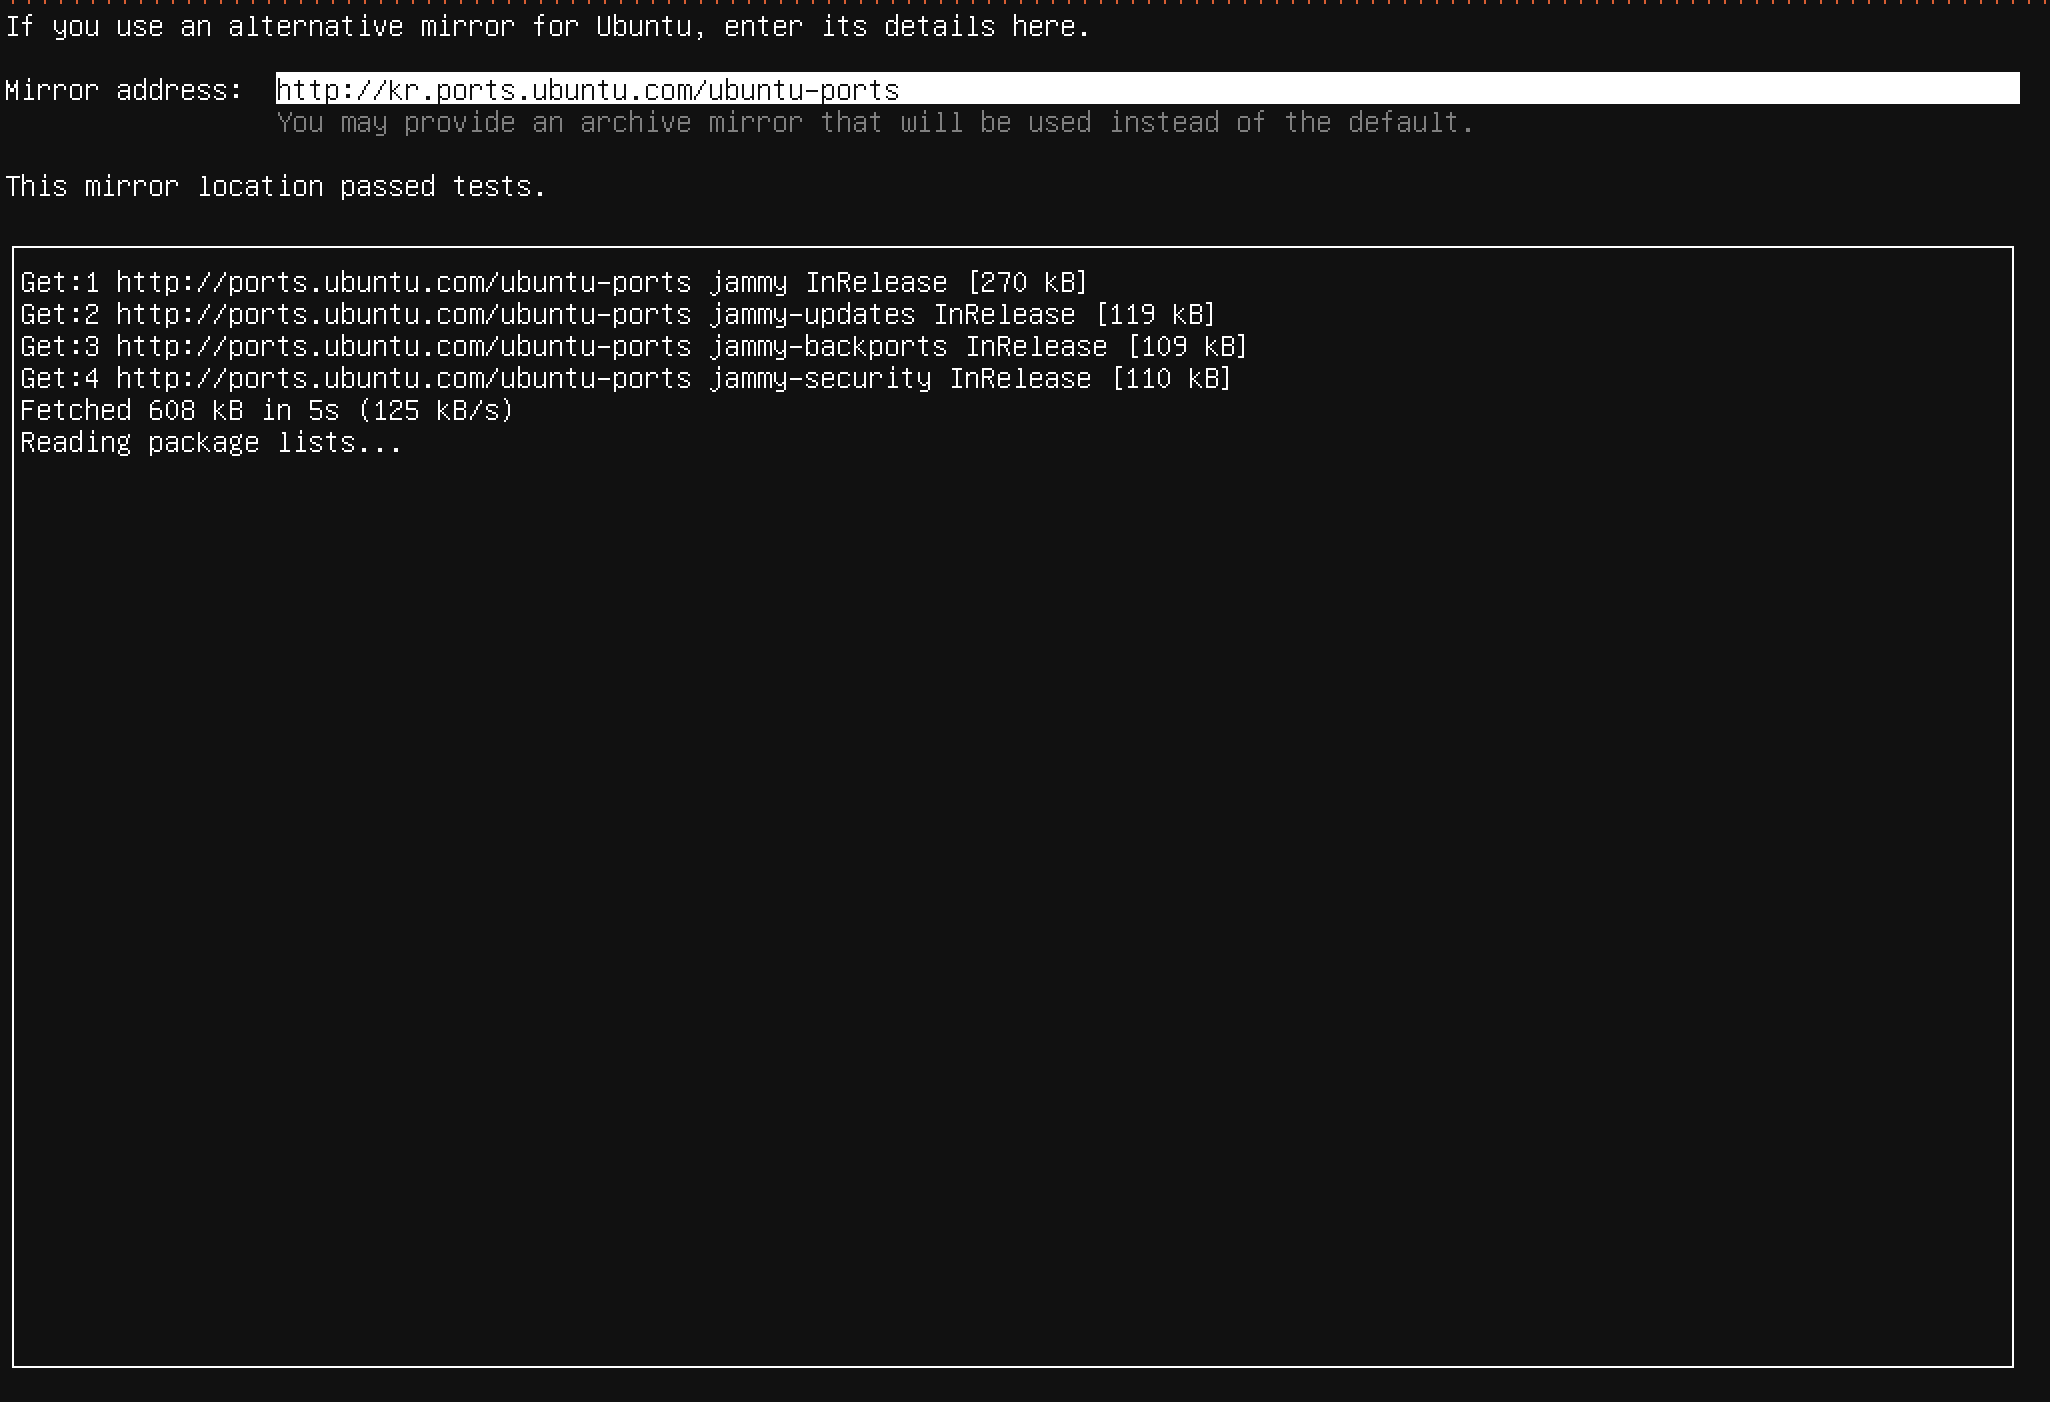 If you use an alternative mirror for Ubuntu, enter its details here.
Mirror address: http://kr.ports.ubuntu.com/ubuntu-ports
You may provide an archive mirror that will be used instead of the default.
This mirror location passed tests.
Get:1 http://ports.ubuntu.com/ubuntu-ports jammy InRelease [270 kB]
Get:2 http://ports.ubuntu.com/ubuntu-ports jammy-updates InRelease [119 kB]
Get:3 http://ports.ubuntu.com/ubuntu-ports jammy-backports InRelease [109 kB]
Get:4 http://ports.ubuntu.com/ubuntu-ports jammy-security InRelease [110 kB]
Fetched 608 kB in 5s (125 kB/s)
Reading package lists...